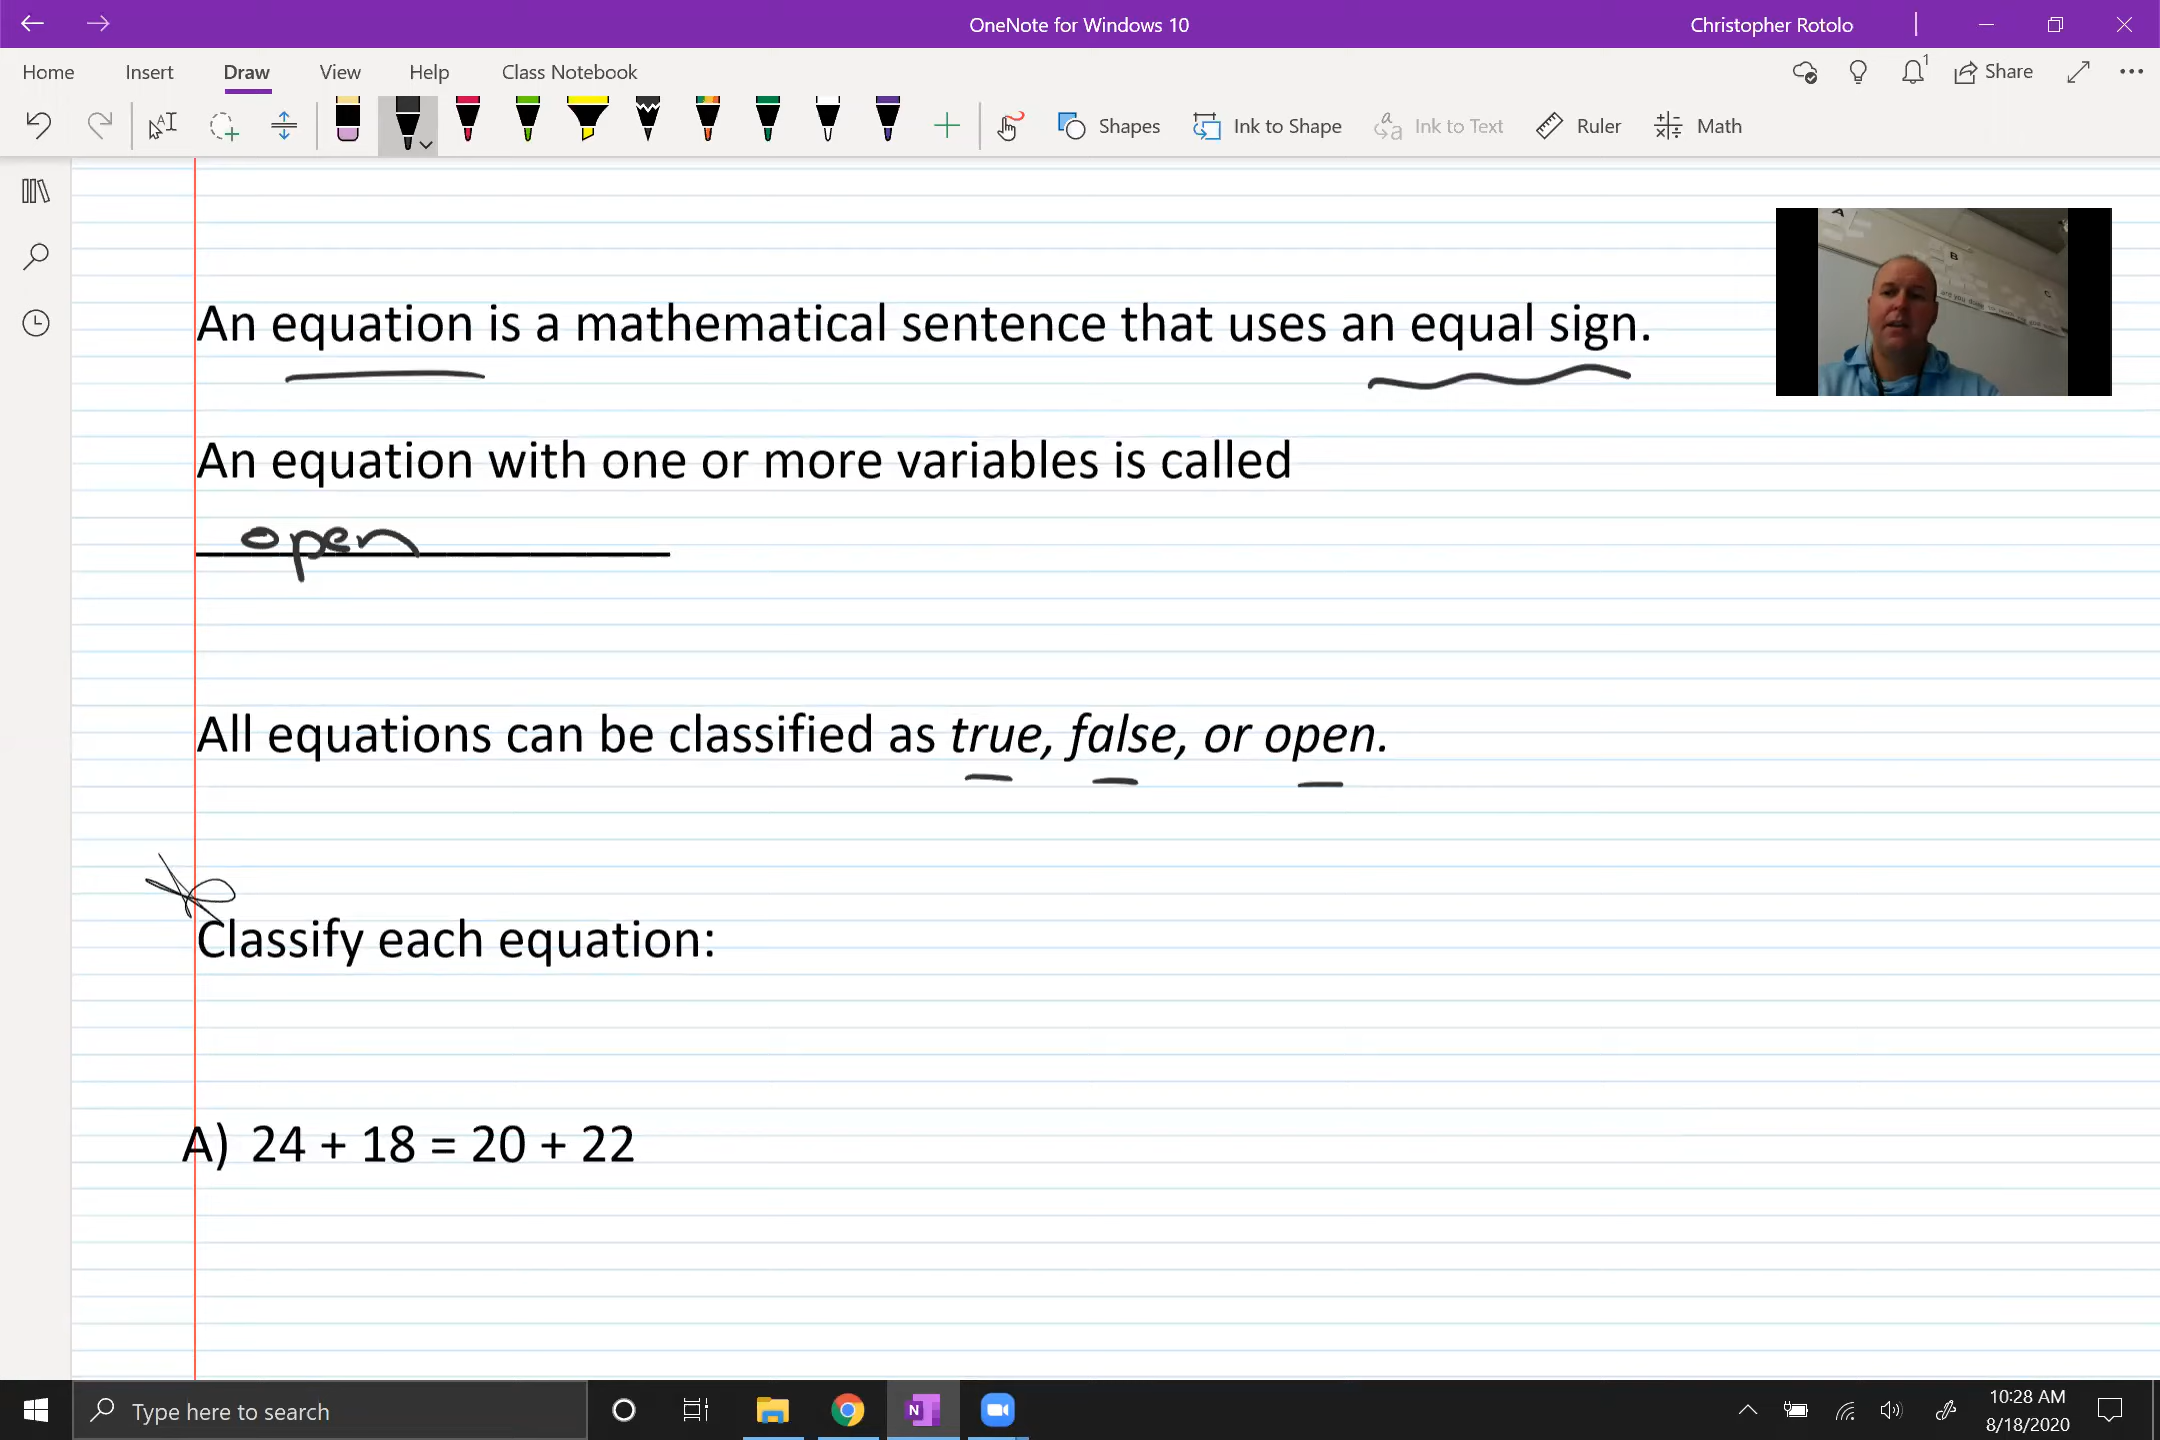 OneNote for Windows 10
Christopher Rotolo
Home Insert Draw View Help Class Notebook
1 Share
Shapes Ink to Shape Ink to Text Ruler Math
An equation is a mathematical sentence that uses an equal sign.
An equation with one or more variables is called
open
All equations can be classified as true, false, or open.
Classify each equation:
A) 24 + 18 = 20 + 22
Type here to search
10:28 AM
8/18/2020